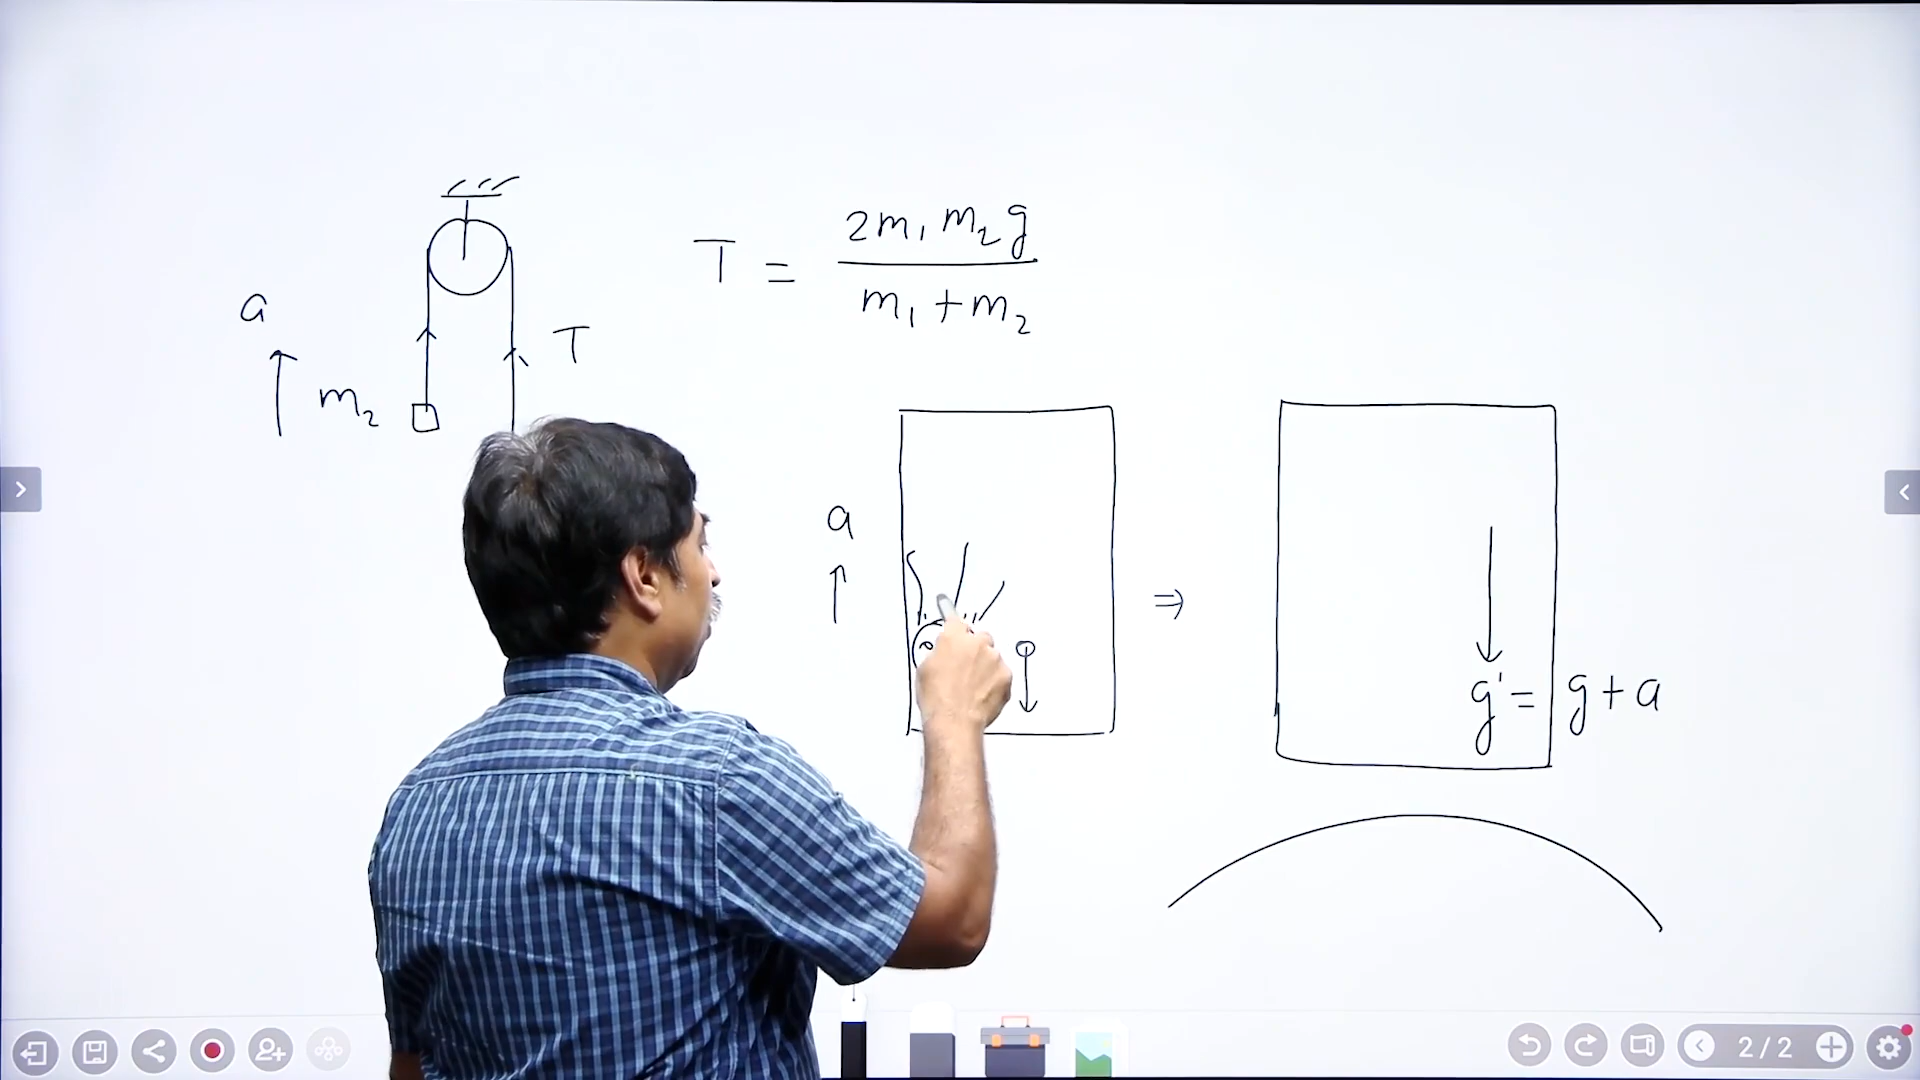 T = 2m₁m₂g / m₁+m₂
a
T
m₂
a
g' = g+a
2/2